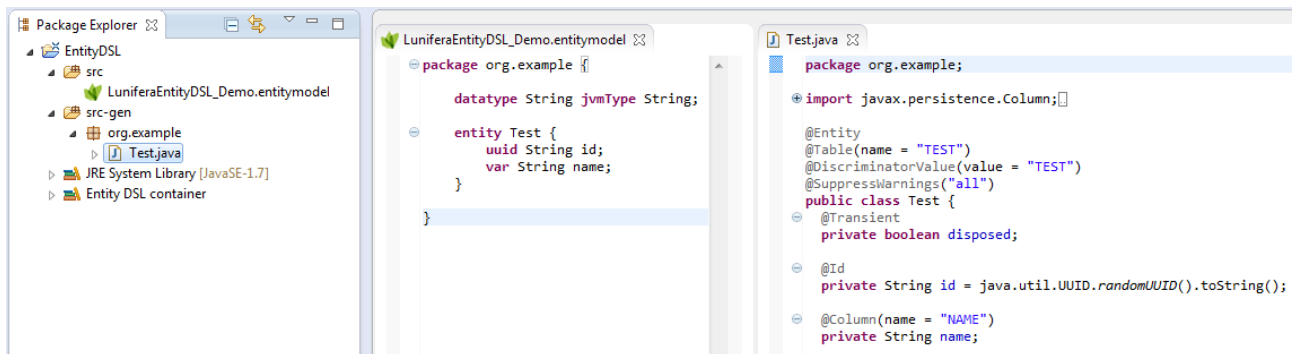 Package Explorer
EntityDSL
src
LuniferaEntityDSL_Demo.entitymodel
src-gen
org.example
Test.java
JRE System Library [JavaSE-1.7]
Entity DSL container
LuniferaEntityDSL_Demo.entitymodel
package org.example {
datatype String jvmType String;
entity Test {
uuid String id;
var String name;
}
}
Test.java
package org.example;
import javax.persistence.Column;
@Entity
@Table(name = "TEST")
@DiscriminatorValue(value = "TEST")
@SuppressWarnings("all")
public class Test {
@Transient
private boolean disposed;
@Id
private String id = java.util.UUID.randomUUID().toString();
@Column(name = "NAME")
private String name;